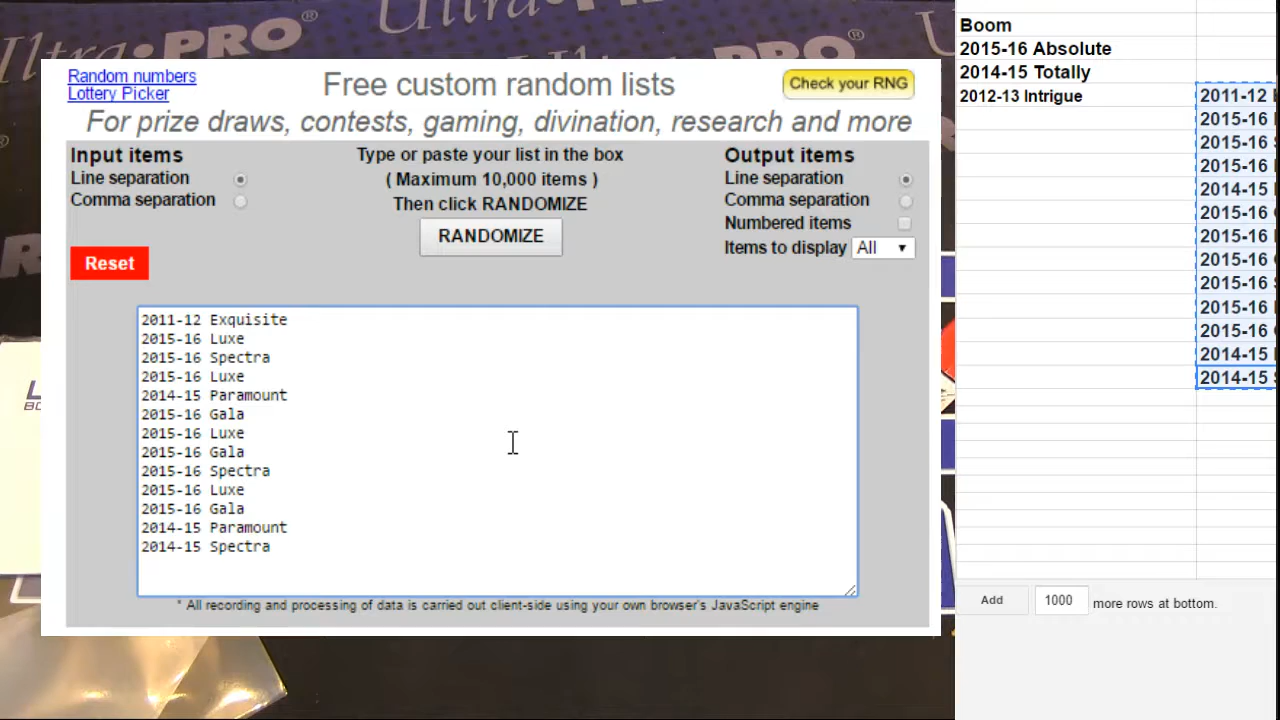 Ultra PRO
Random numbers
Lottery Picker
Free custom random lists
Check your RNG
For prize draws, contests, gaming, divination, research and more
Input items
Line separation
Comma separation
Type or paste your list in the box
( Maximum 10,000 items )
Then click RANDOMIZE
RANDOMIZE
Output items
Line separation
Comma separation
Numbered items
Items to display All
Reset
2011-12 Exquisite
2015-16 Luxe
2015-16 Spectra
2015-16 Luxe
2014-15 Paramount
2015-16 Gala
2015-16 Luxe
2015-16 Gala
2015-16 Spectra
2015-16 Luxe
2015-16 Gala
2014-15 Paramount
2014-15 Spectra
* All recording and processing of data is carried out client-side using your own browser's JavaScript engine
Boom
2015-16 Absolute
2014-15 Totally
2012-13 Intrigue
2011-12
2015-16
2015-16
2015-16
2014-15
2015-16
2015-16
2015-16
2015-16
2015-16
2015-16
2014-15
2014-15
Add 1000 more rows at bottom.